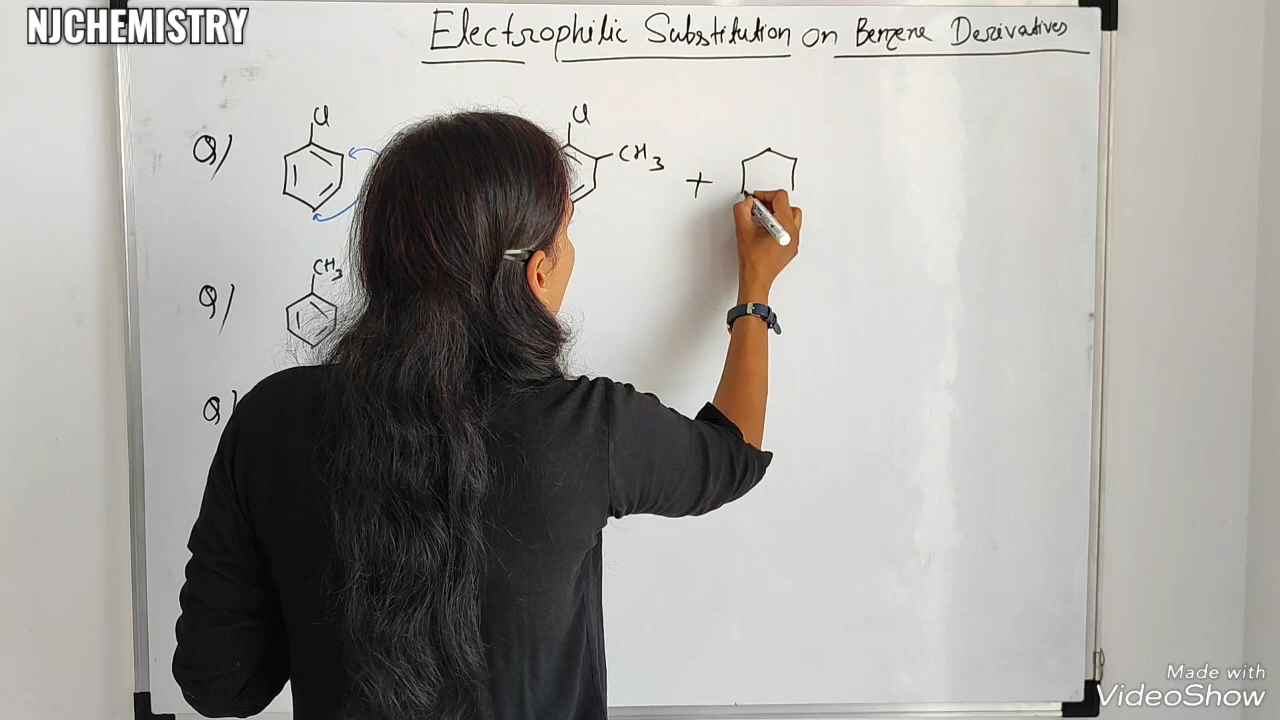 NJCHEMISTRY
Electrophilic Substitution on Benzene Derivatives
Q) Cl Cl CH3 +
Q) CH3
Q)
Made with
VideoShow